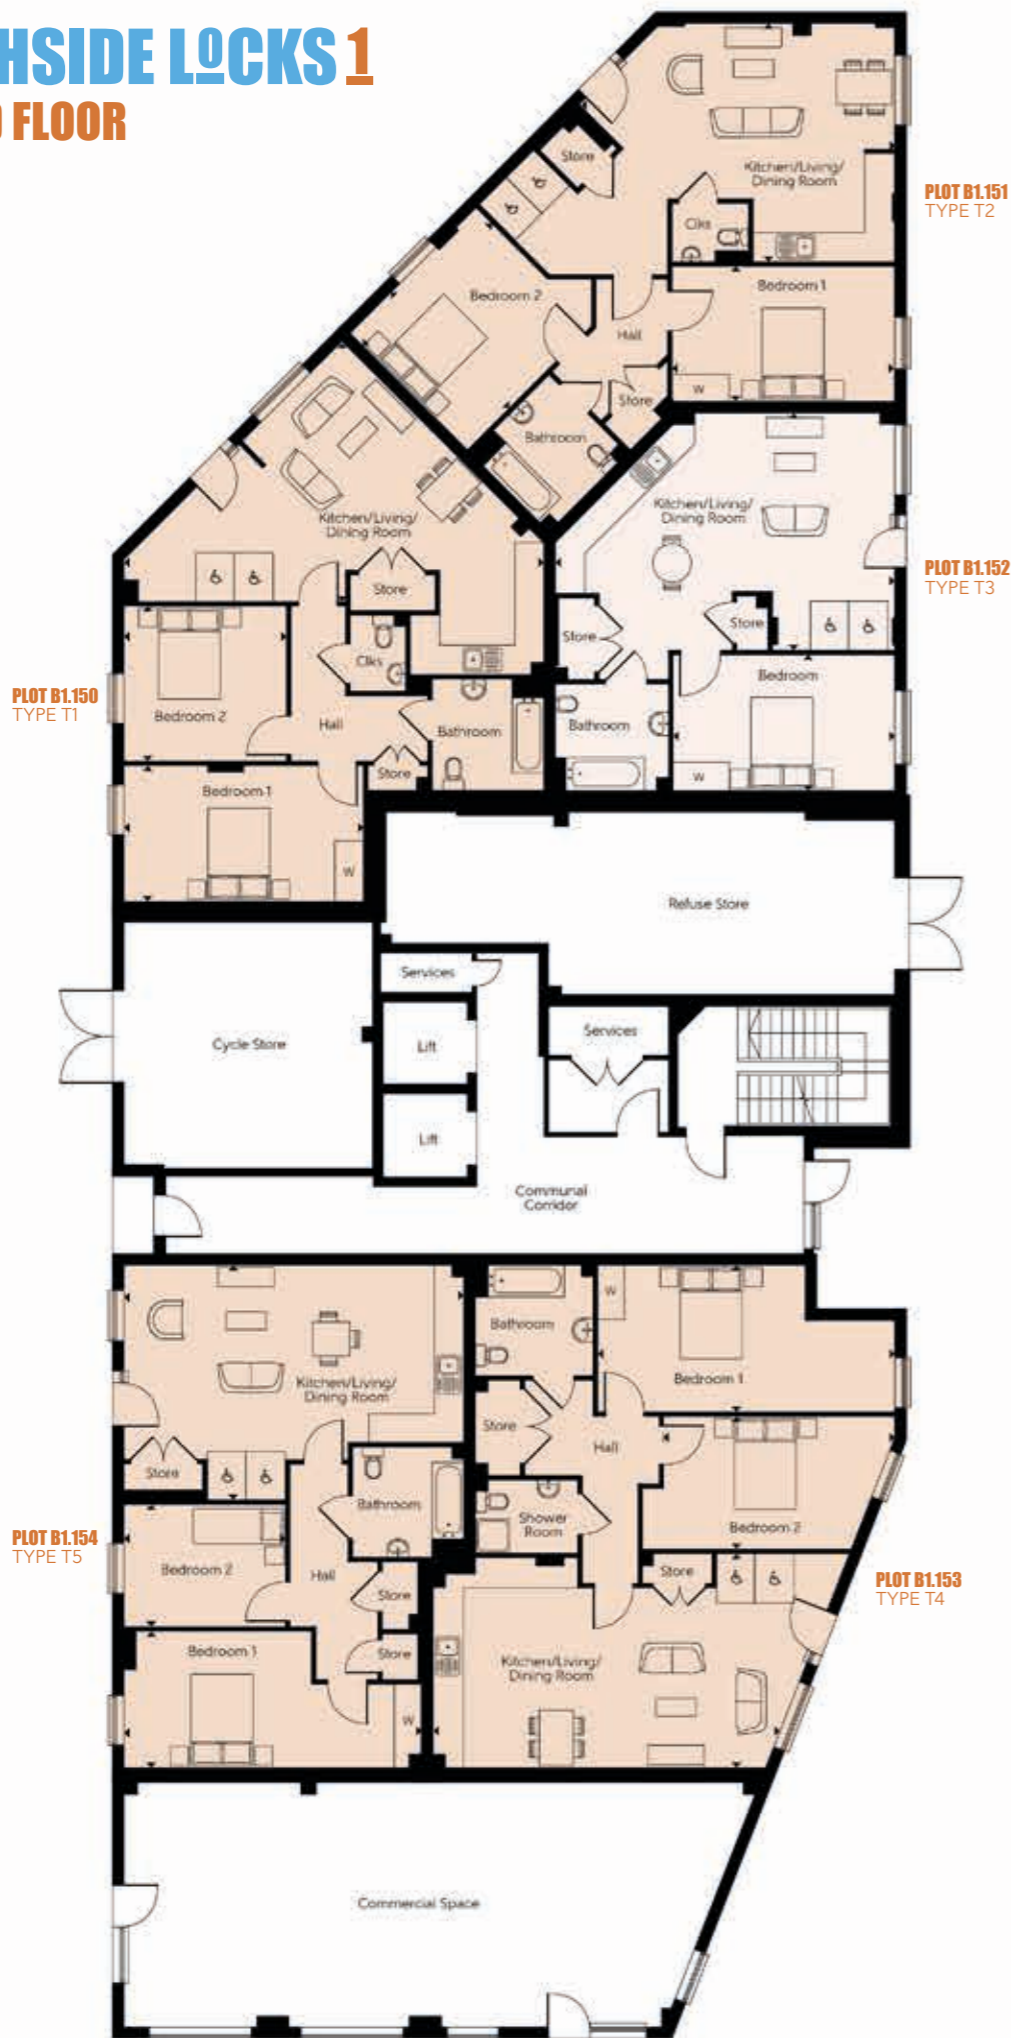 HSIDE LOCKS 1
FLOOR
Store
Kitchen/Living/
Dining Room
PLOT B1.151
TYPE T2
Clks
Bedroom 2
Bedroom 1
Hall
W
Store
Bathroom
Kitchen/Living/
Dining Room
Store
Clks
PLOT B1.150
TYPE T1
Bedroom 2
Hall
Bathroom
Store
Bedroom 1
W
Kitchen/Living/
Dining Room
PLOT B1.152
TYPE T3
Store
Store
Bedroom
Bathroom
W
Refuse Store
Services
Cycle Store
Lift
Services
Lift
Communal
Corridor
Kitchen/Living/
Dining Room
Store
Bathroom
PLOT B1.154
TYPE T5
Bedroom 2
Hall
Store
Store
Bedroom 1
W
Bathroom
W
Bedroom 1
Store
Hall
Shower
Room
Bedroom 2
Store
PLOT B1.153
TYPE T4
Kitchen/Living/
Dining Room
Commercial Space